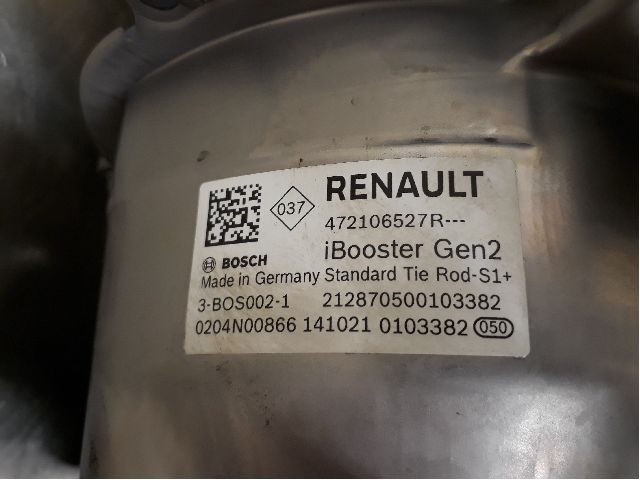 037
RENAULT
472106527R---
BOSCH
iBooster Gen2
Made in Germany Standard Tie Rod-S1+
3-BOS002-1 212870500103382
0204N00866 141021 0103382 050